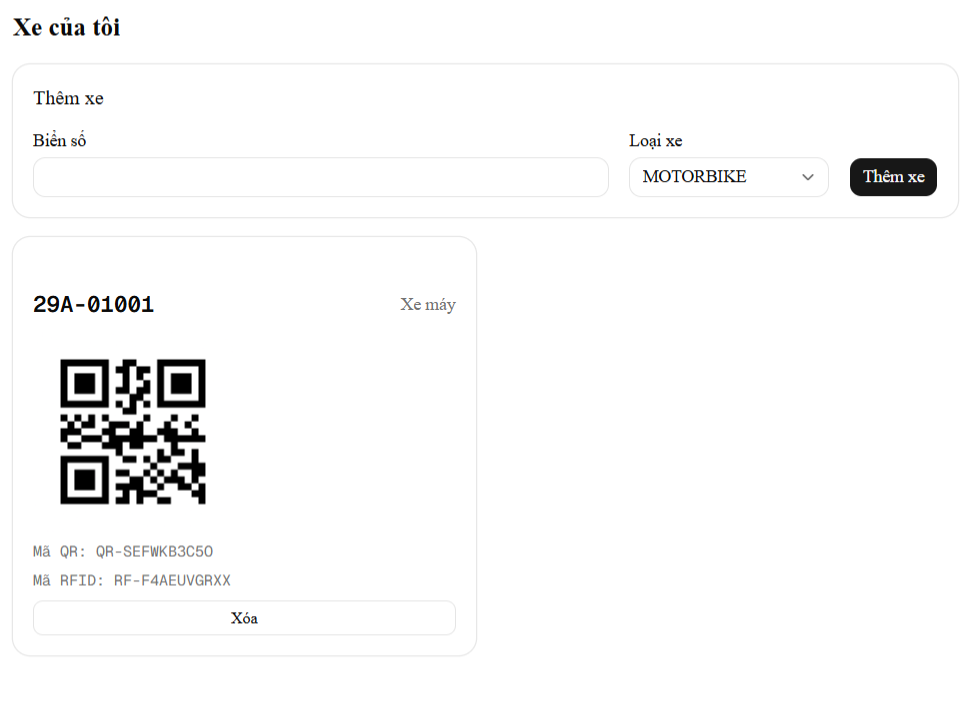 Xe của tôi
Thêm xe
Biển số
Loại xe
MOTORBIKE
Thêm xe
29A-01001
Xe máy
Mã QR: QR-SEFWKB3C5O
Mã RFID: RF-F4AEUVGRXX
Xóa